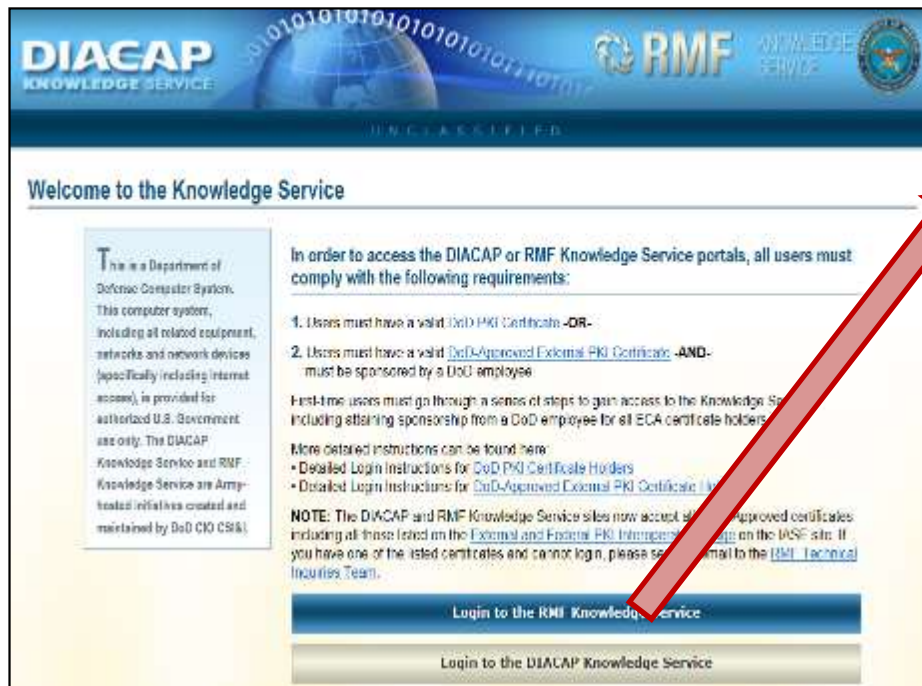 DIACAP
KNOWLEDGE SERVICE
010101010101010101011101011
RMF
KNOWLEDGE
SERVICE
UNCLASSIFIED
Welcome to the Knowledge Service
This is a Department of
Defense Computer System.
This computer system,
including all related equipment,
networks and network devices
(specifically including Internet
access), is provided for
authorized U.S. Government
use only. The DIACAP
Knowledge Service and RMF
Knowledge Service are Army-
hosted initiatives created and
maintained by DoD CIO CS&I.
In order to access the DIACAP or RMF Knowledge Service portals, all users must
comply with the following requirements:
1. Users must have a valid DoD PKI Certificate -OR-
2. Users must have a valid DoD-Approved External PKI Certificate -AND-
must be sponsored by a DoD employee
First-time users must go through a series of steps to gain access to the Knowledge
including attaining sponsorship from a DoD employee for all ECA certificate holders
More detailed instructions can be found here:
• Detailed Login Instructions for DoD PKI Certificate Holders
• Detailed Login Instructions for DoD-Approved External PKI Certificate
NOTE: The DIACAP and RMF Knowledge Service sites now accept Approved certificates
including all those listed on the External and Federal PKI on the IASE site. If
you have one of the listed certificates and cannot login, please email to the RMF Technical
Inquiries Team.
Login to the RMF Knowledge Service
Login to the DIACAP Knowledge Service